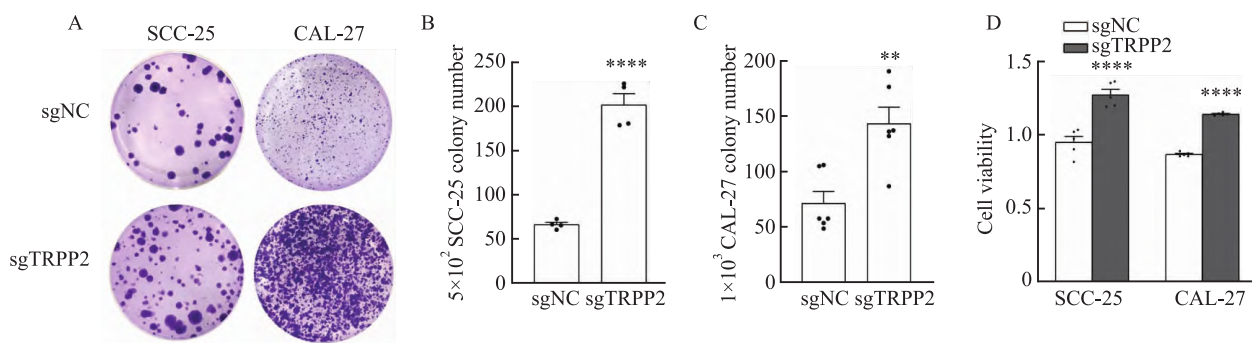 A
SCC-25 CAL-27
sgNC
sgTRPP2
B
5×10² SCC-25 colony number
250
200
150
100
50
0
****
sgNC sgTRPP2
C
1×10³ CAL-27 colony number
200
150
100
50
0
**
sgNC sgTRPP2
D
sgNC
sgTRPP2
Cell viability
1.5
1.0
1.5
0
****
****
SCC-25 CAL-27